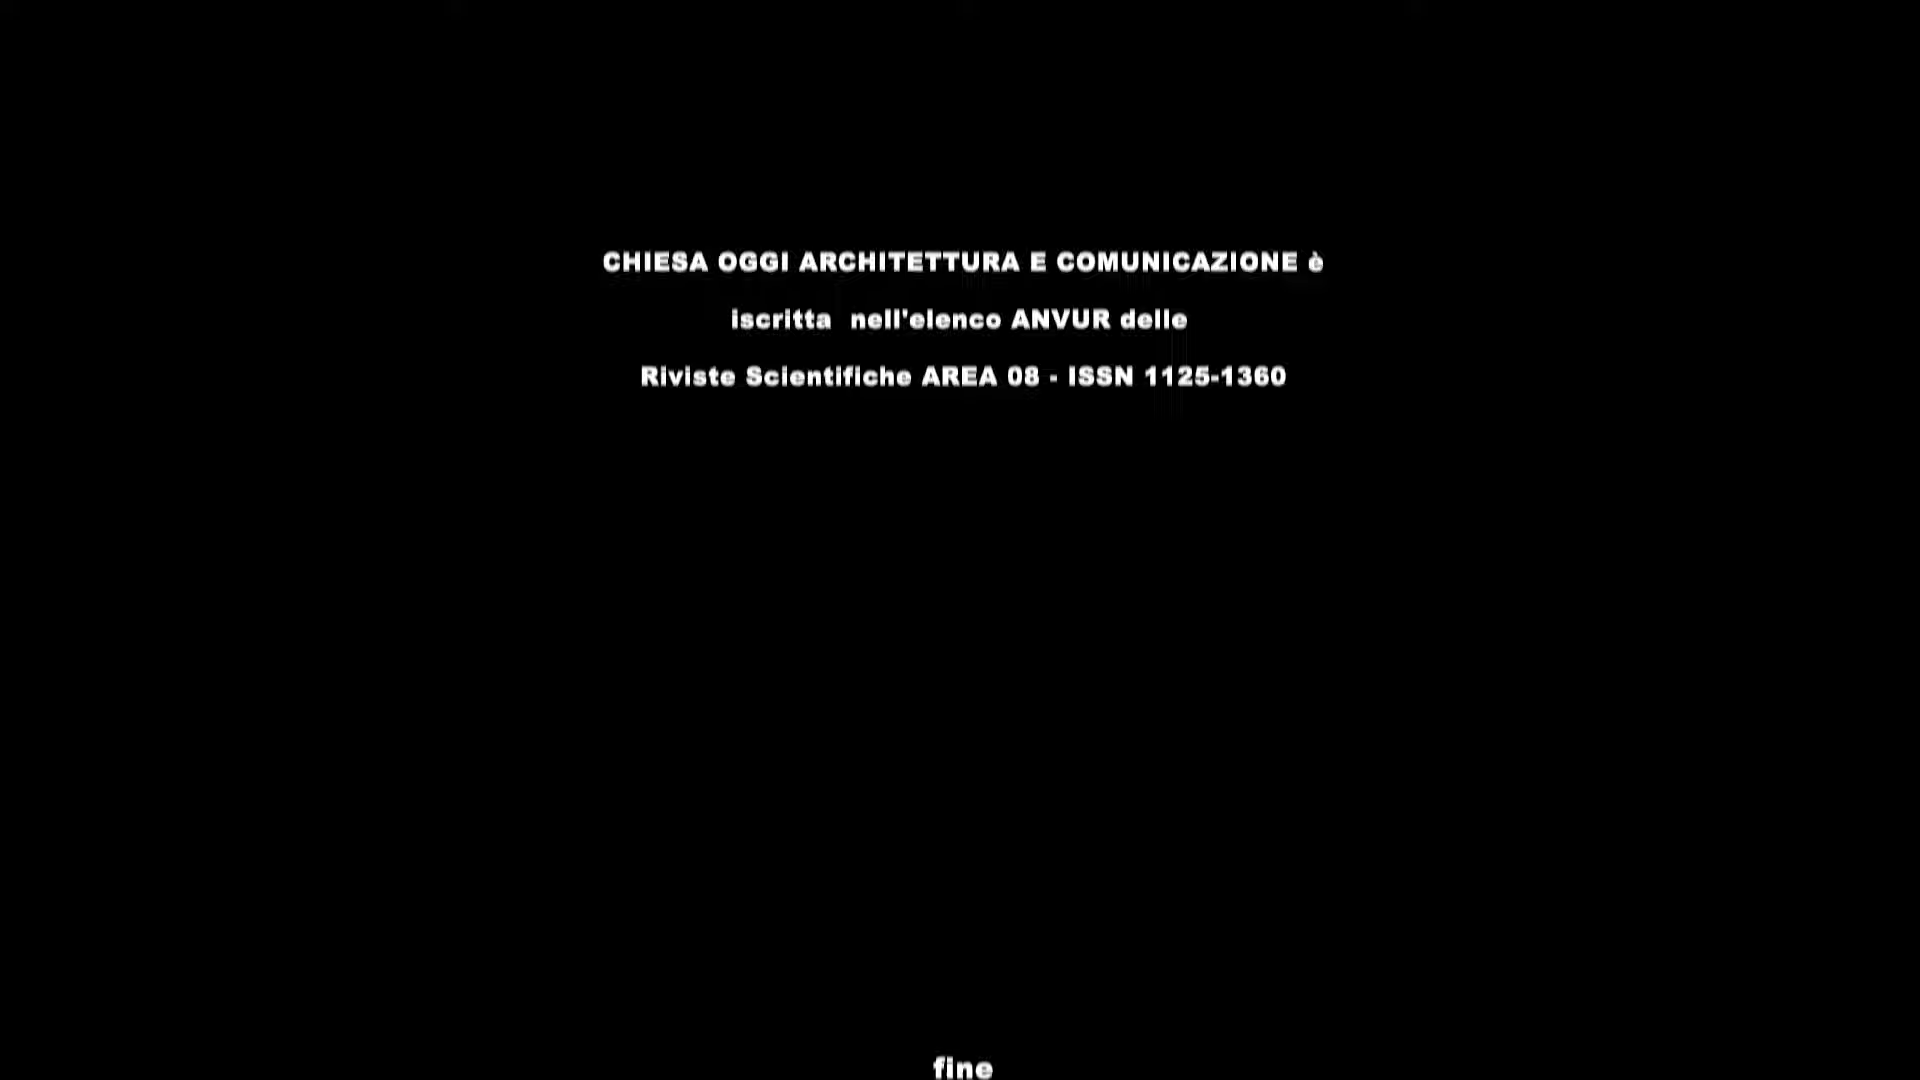 CHIESA OGGI ARCHITETTURA E COMUNICAZIONE è
iscritta  nell'elenco ANVUR delle
Riviste Scientifiche AREA 08 - ISSN 1125-1360
fine